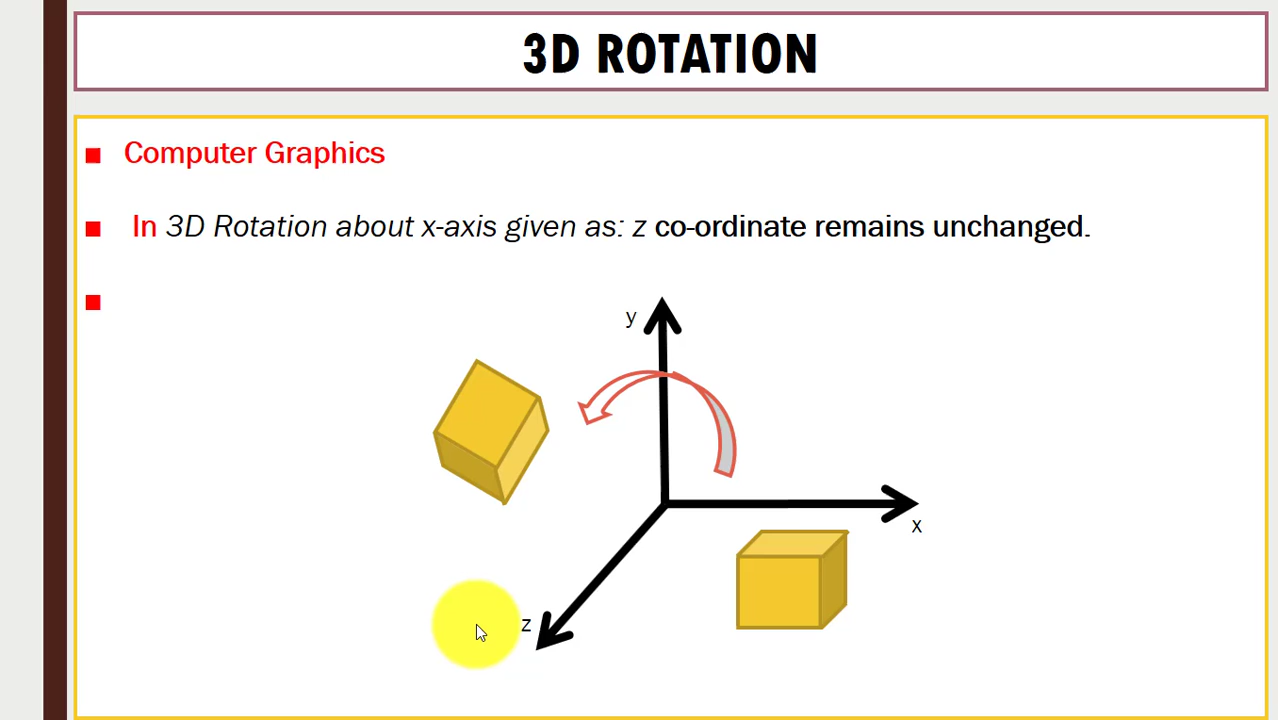 3D ROTATION
Computer Graphics
In 3D Rotation about x-axis given as: z co-ordinate remains unchanged.
y
x
z